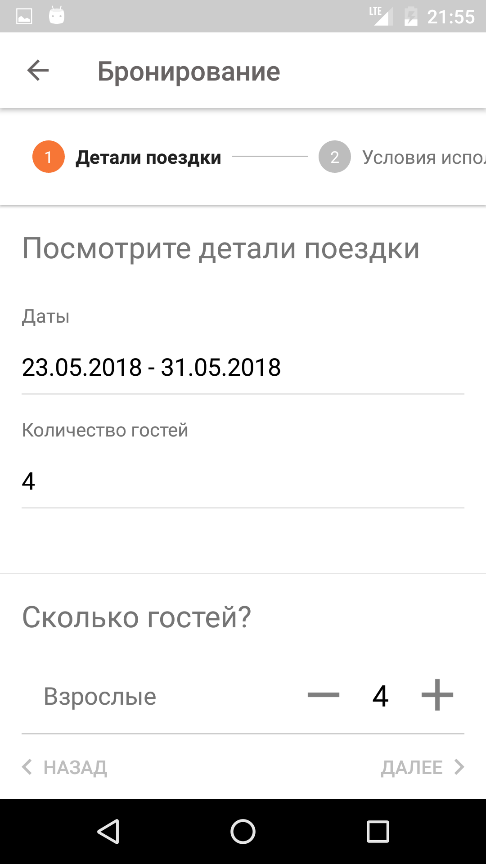 LTE 21:55
Бронирование
1 Детали поездки 2 Условия испол
Посмотрите детали поездки
Даты
23.05.2018 - 31.05.2018
Количество гостей
4
Сколько гостей?
Взрослые 4
НАЗАД ДАЛЕЕ